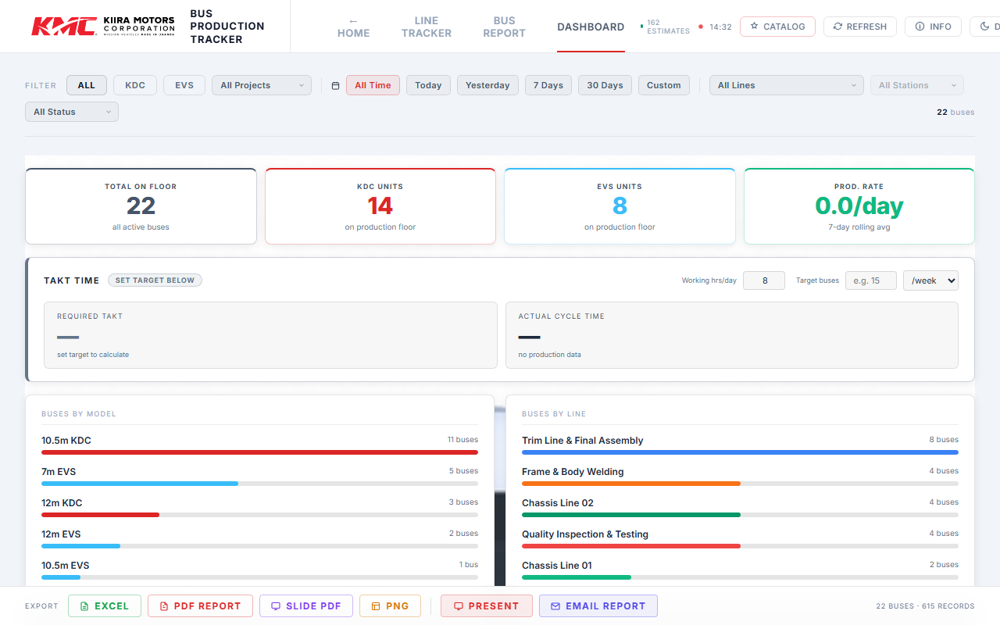 KMC KIIRA MOTORS
CORPORATION
MISSION VEHICLES MADE IN UGANDA
BUS
PRODUCTION
TRACKER
←
HOME
LINE
TRACKER
BUS
REPORT
DASHBOARD
162
ESTIMATES
14:32
CATALOG
REFRESH
INFO
D
FILTER
ALL
KDC
EVS
All Projects
All Time
Today
Yesterday
7 Days
30 Days
Custom
All Lines
All Stations
All Status
22 buses
TOTAL ON FLOOR
22
all active buses
KDC UNITS
14
on production floor
EVS UNITS
8
on production floor
PROD. RATE
0.0/day
7-day rolling avg
TAKT TIME
SET TARGET BELOW
Working hrs/day
8
Target buses
e.g. 15
/week
REQUIRED TAKT
—
set target to calculate
ACTUAL CYCLE TIME
—
no production data
BUSES BY MODEL
10.5m KDC 11 buses
7m EVS 5 buses
12m KDC 3 buses
12m EVS 2 buses
10.5m EVS 1 bus
BUSES BY LINE
Trim Line & Final Assembly 8 buses
Frame & Body Welding 4 buses
Chassis Line 02 4 buses
Quality Inspection & Testing 4 buses
Chassis Line 01 2 buses
EXPORT
EXCEL
PDF REPORT
SLIDE PDF
PNG
PRESENT
EMAIL REPORT
22 BUSES · 615 RECORDS